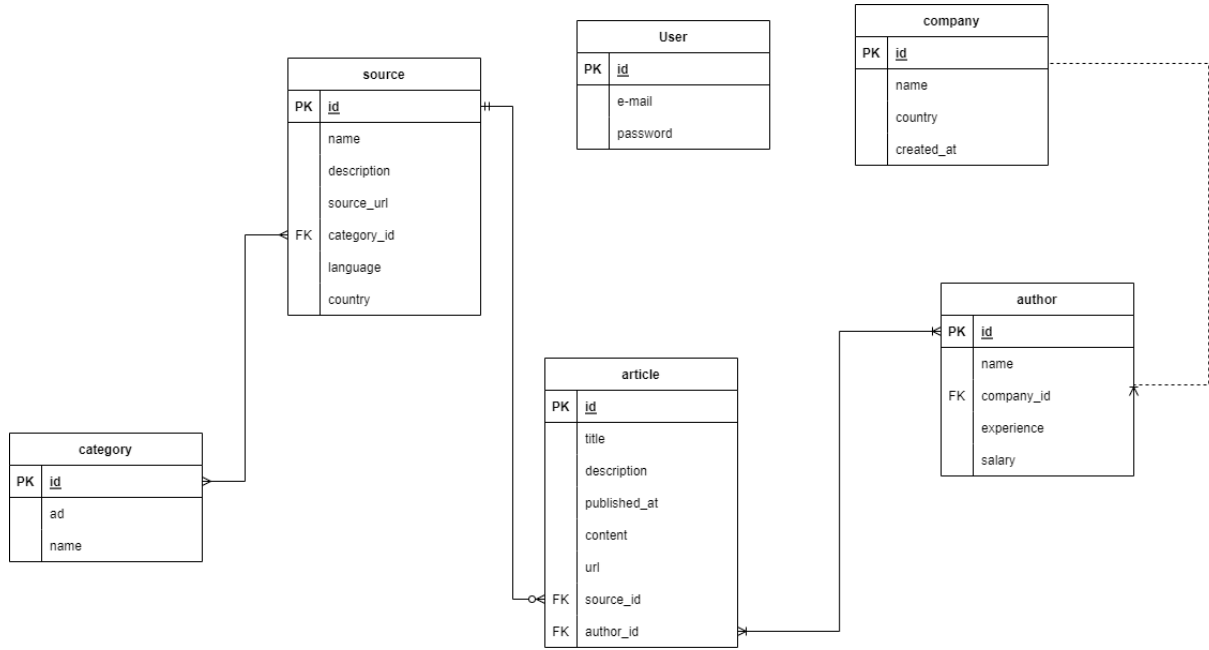 source
PK id
name
description
source_url
FK category_id
language
country
User
PK id
e-mail
password
company
PK id
name
country
created_at
category
PK id
ad
name
article
PK id
title
description
published_at
content
url
FK source_id
FK author_id
author
PK id
name
FK company_id
experience
salary